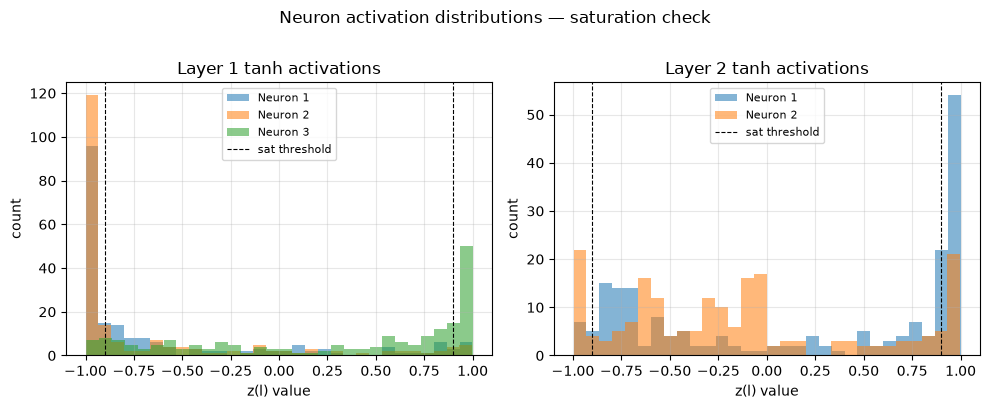 Neuron activation distributions — saturation check
Layer 1 tanh activations
count
120
100
80
60
40
20
0
Neuron 1
Neuron 2
Neuron 3
sat threshold
−1.00 −0.75 −0.50 −0.25 0.00 0.25 0.50 0.75 1.00
z(l) value
Layer 2 tanh activations
count
50
40
30
20
10
0
Neuron 1
Neuron 2
sat threshold
−1.00 −0.75 −0.50 −0.25 0.00 0.25 0.50 0.75 1.00
z(l) value